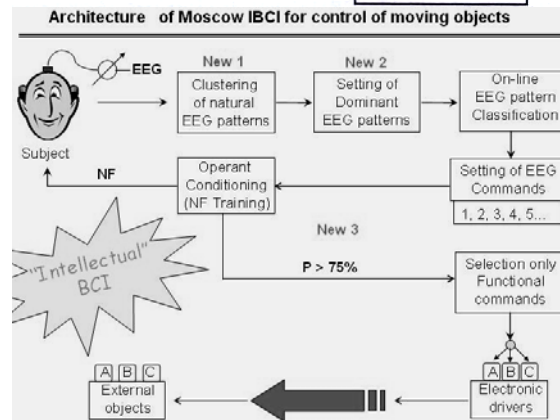 Architecture of Moscow IBCI for control of moving objects
EEG
Subject
New 1
Clustering
of natural
EEG patterns
New 2
Setting of
Dominant
EEG patterns
On-line
EEG pattern
Classification
Setting of EEG
Commands
1, 2, 3, 4, 5...
Operant
Conditioning
(NF Training)
NF
"Intellectual"
BCI
New 3
P > 75%
Selection only
Functional
commands
A B C
Electronic
drivers
A B C
External
objects